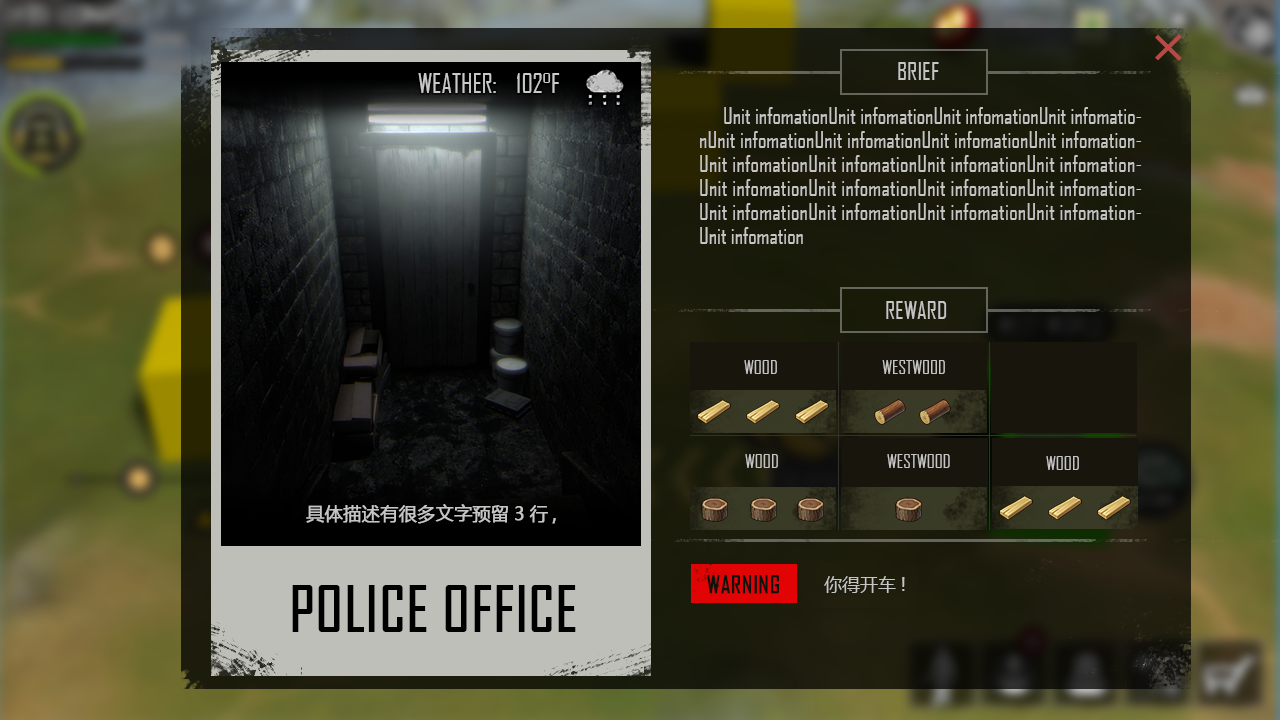 WEATHER: 102°F
具体描述有很多文字预留 3 行，
POLICE OFFICE
BRIEF
Unit infomationUnit infomationUnit infomationUnit infomatio-
nUnit infomationUnit infomationUnit infomationUnit infomation-
Unit infomationUnit infomationUnit infomationUnit infomation-
Unit infomationUnit infomationUnit infomationUnit infomation-
Unit infomationUnit infomationUnit infomationUnit infomation-
Unit infomation
REWARD
WOOD WESTWOOD
WOOD WESTWOOD WOOD
WARNING 你得开车！